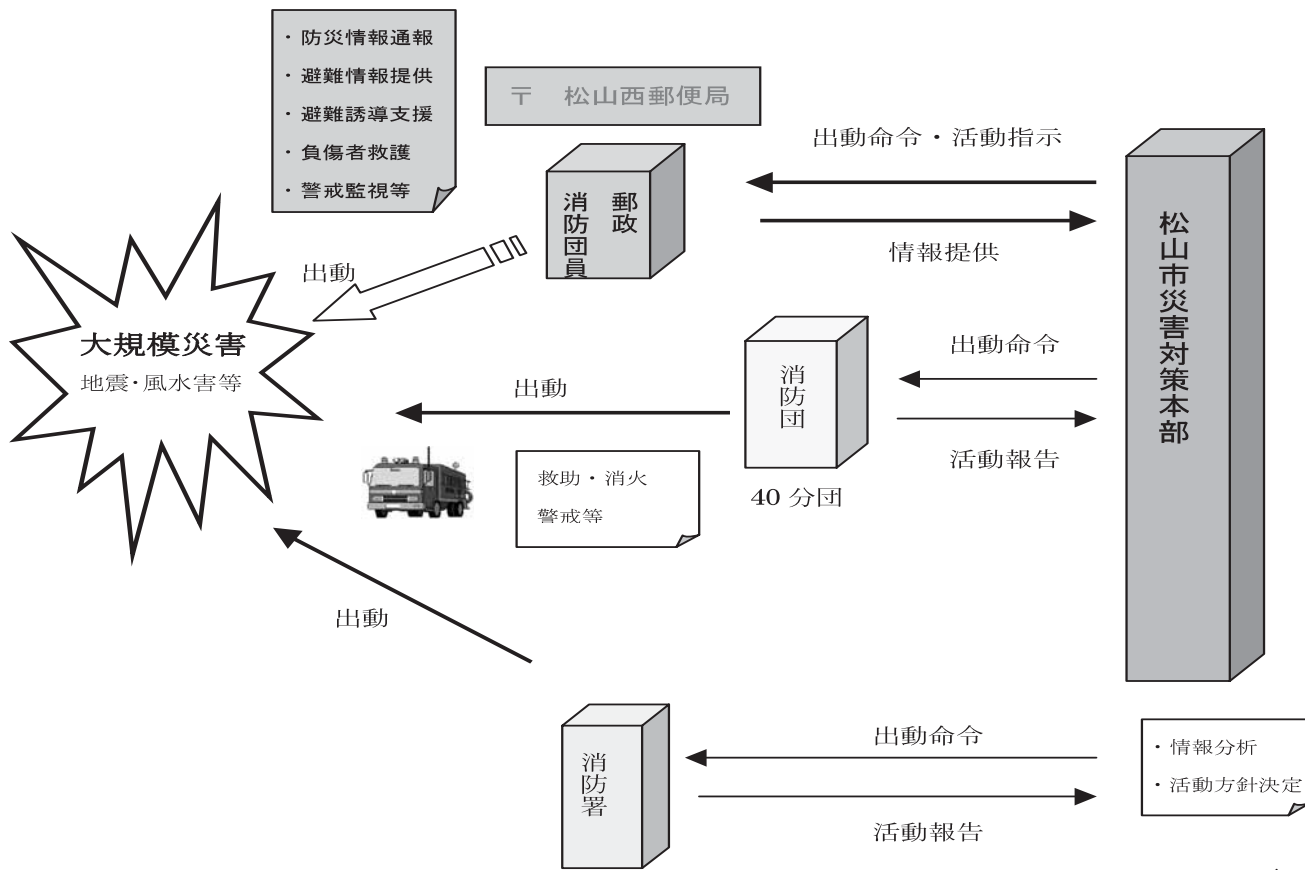 ・防災情報通報
・避難情報提供
・避難誘導支援
・負傷者救護
・警戒監視等
〒 松山西郵便局
郵政
消防団員
出動命令・活動指示
情報提供
松山市災害対策本部
出動
大規模災害
地震・風水害等
消防団
40 分団
出動命令
活動報告
出動
救助・消火
警戒等
出動
消防署
出動命令
活動報告
・情報分析
・活動方針決定